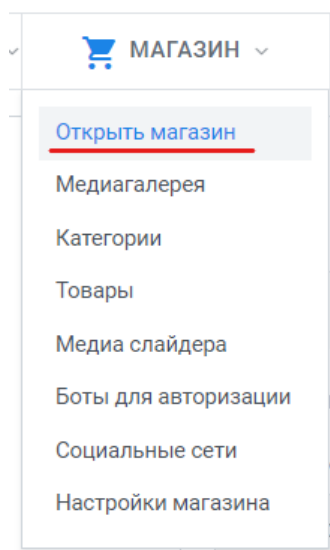 МАГАЗИН
Открыть магазин
Медиагалерея
Категории
Товары
Медиа слайдера
Боты для авторизации
Социальные сети
Настройки магазина